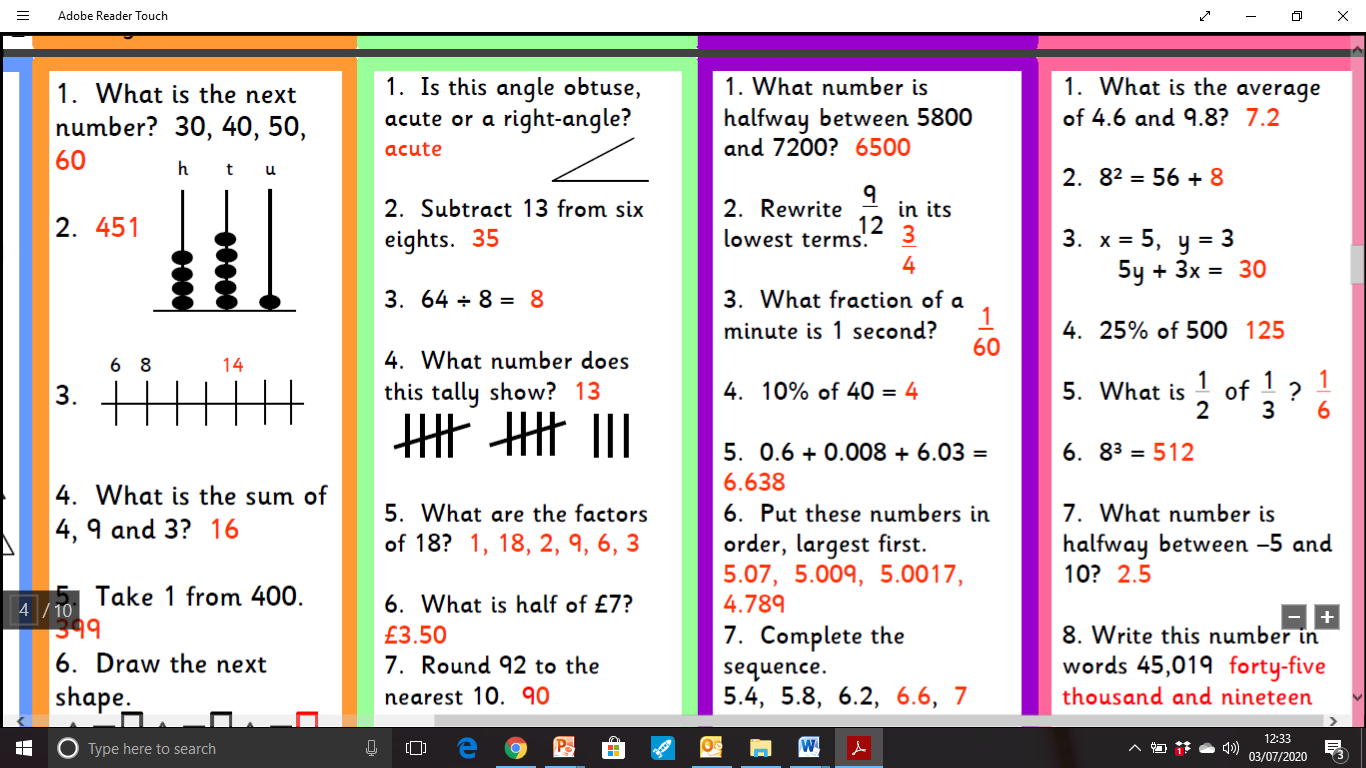 Adobe Reader Touch
1. What is the next
number? 30, 40, 50,
60
h t u
2. 451
6 8 14
3.
4. What is the sum of
4, 9 and 3? 16
5. Take 1 from 400.
399
6. Draw the next
shape.
1. Is this angle obtuse,
acute or a right-angle?
acute
2. Subtract 13 from six
eights. 35
3. 64 ÷ 8 = 8
4. What number does
this tally show? 13
5. What are the factors
of 18? 1, 18, 2, 9, 6, 3
6. What is half of £7?
£3.50
7. Round 92 to the
nearest 10. 90
1. What number is
halfway between 5800
and 7200? 6500
2. Rewrite 9/12 in its
lowest terms. 3/4
3. What fraction of a
minute is 1 second? 1/60
4. 10% of 40 = 4
5. 0.6 + 0.008 + 6.03 =
6.638
6. Put these numbers in
order, largest first.
5.07, 5.009, 5.0017,
4.789
7. Complete the
sequence.
5.4, 5.8, 6.2, 6.6, 7
1. What is the average
of 4.6 and 9.8? 7.2
2. 8² = 56 + 8
3. x = 5, y = 3
5y + 3x = 30
4. 25% of 500 125
5. What is 1/2 of 1/3 ? 1/6
6. 8³ = 512
7. What number is
halfway between –5 and
10? 2.5
8. Write this number in
words 45,019 forty-five
thousand and nineteen
4 / 10
Type here to search
12:33
03/07/2020
3